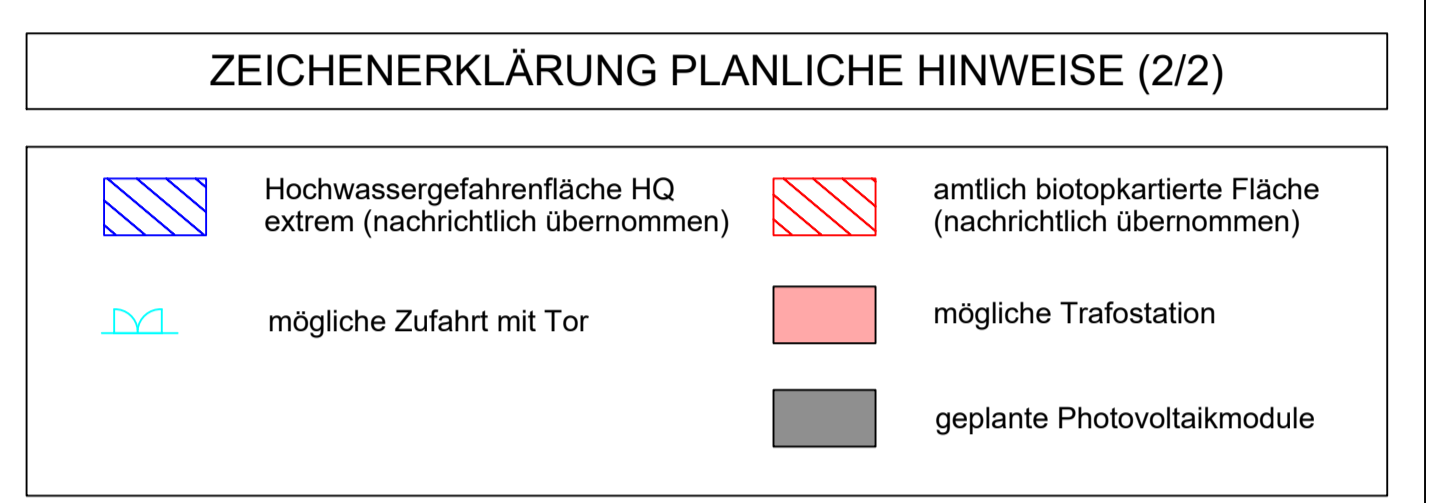 ZEICHENERKLÄRUNG PLANLICHE HINWEISE (2/2)
Hochwassergefahrenfläche HQ
extrem (nachrichtlich übernommen)
mögliche Zufahrt mit Tor
amtlich biotopkartierte Fläche
(nachrichtlich übernommen)
mögliche Trafostation
geplante Photovoltaikmodule